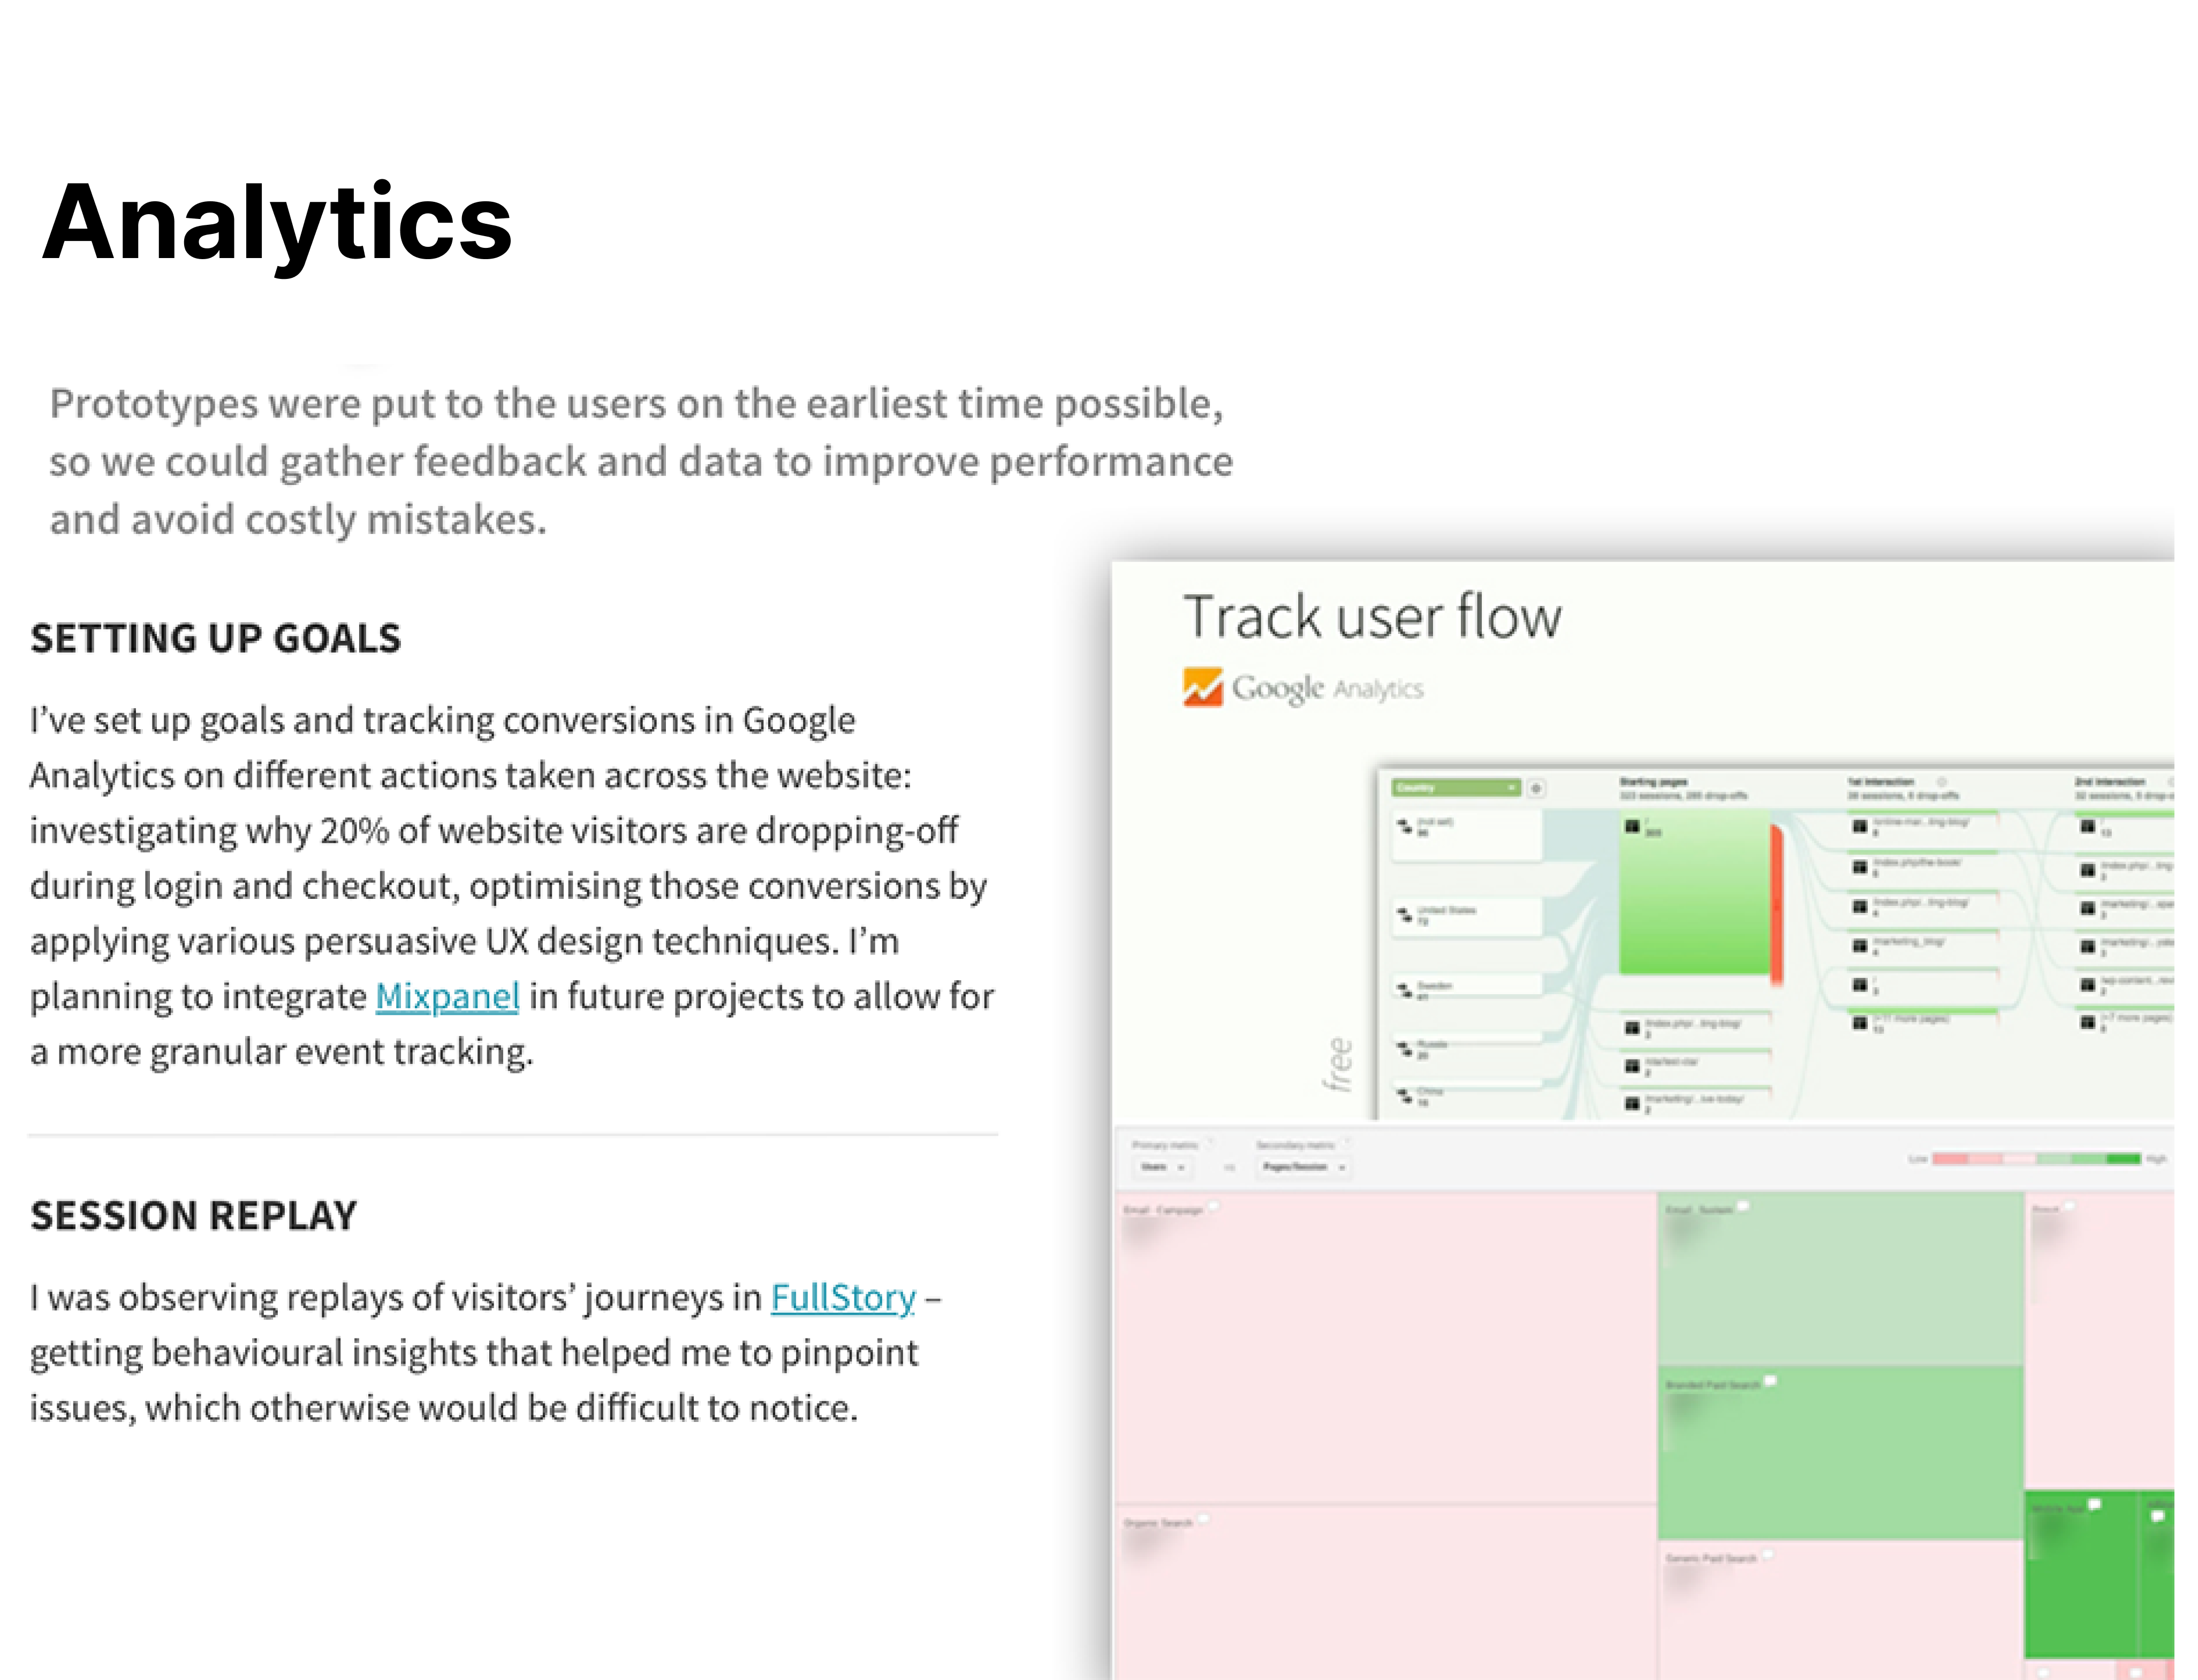 Analytics
Prototypes were put to the users on the earliest time possible,
so we could gather feedback and data to improve performance
and avoid costly mistakes.
SETTING UP GOALS
I’ve set up goals and tracking conversions in Google
Analytics on different actions taken across the website:
investigating why 20% of website visitors are dropping-off
during login and checkout, optimising those conversions by
applying various persuasive UX design techniques. I’m
planning to integrate Mixpanel in future projects to allow for
a more granular event tracking.
SESSION REPLAY
I was observing replays of visitors’ journeys in FullStory –
getting behavioural insights that helped me to pinpoint
issues, which otherwise would be difficult to notice.
Track user flow
Google Analytics
Country
Starting pages
1st Interaction
2nd Interaction
(not set)
United States
Sweden
Russia
China
free
Primary metric
Secondary metric
Users
Pages/Session
Low
High
Email - Campaign
Branded Paid Search
Organic Search
Generic Paid Search